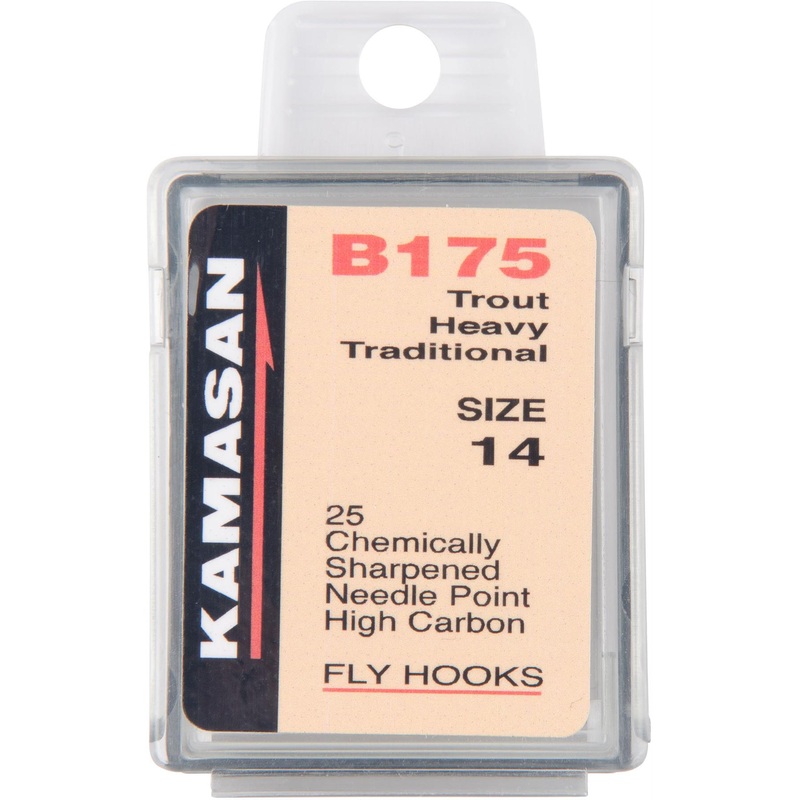 KAMASAN
B175
Trout
Heavy
Traditional
SIZE
14
25
Chemically
Sharpened
Needle Point
High Carbon
FLY HOOKS